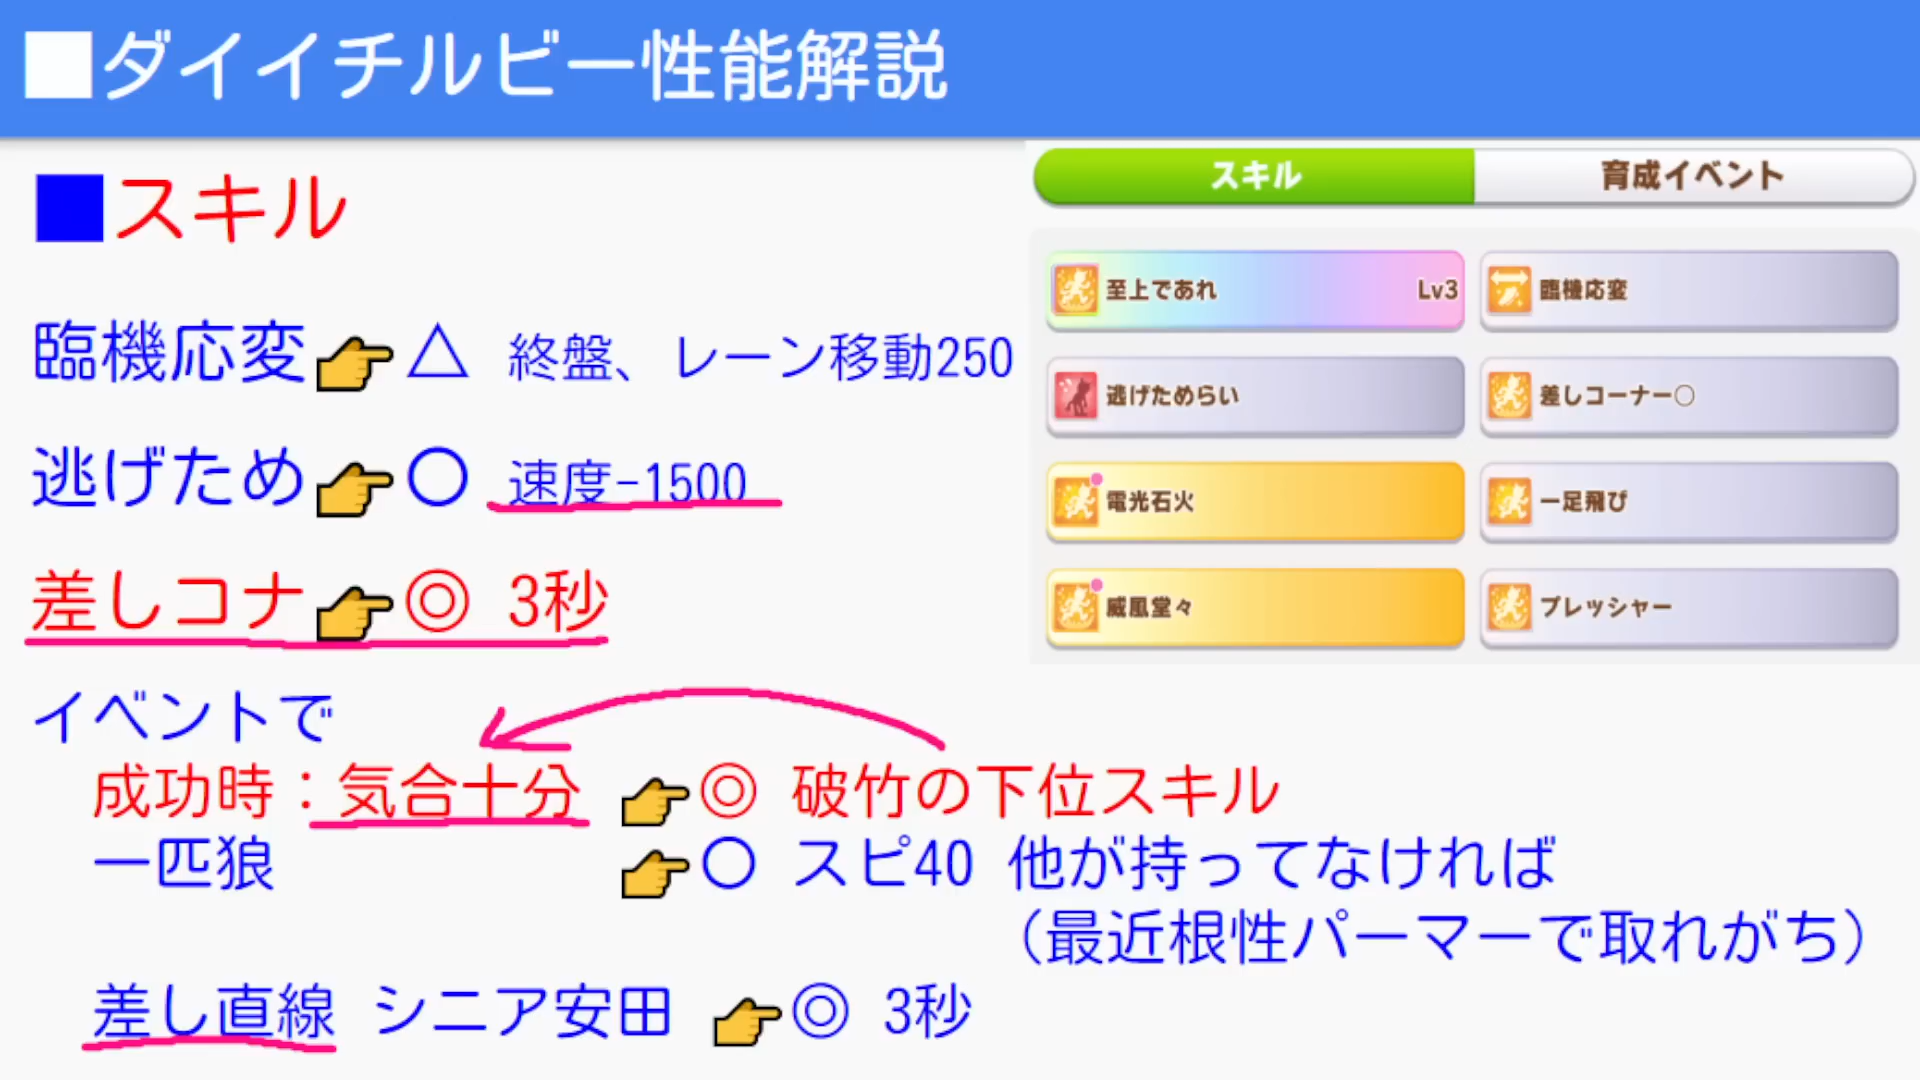 ■ダイイチルビー性能解説
■スキル
臨機応変👉△ 終盤、レーン移動250
逃げため👉〇 速度-1500
差しコナ👉◎ 3秒
イベントで
成功時：気合十分 👉◎ 破竹の下位スキル
一匹狼 👉〇 スピ40 他が持ってなければ
（最近根性パーマーで取れがち）
差し直線 シニア安田 👉◎ 3秒
スキル 育成イベント
至上であれ Lv3 臨機応変
逃げためらい 差しコーナー○
電光石火 一足飛び
威風堂々 プレッシャー